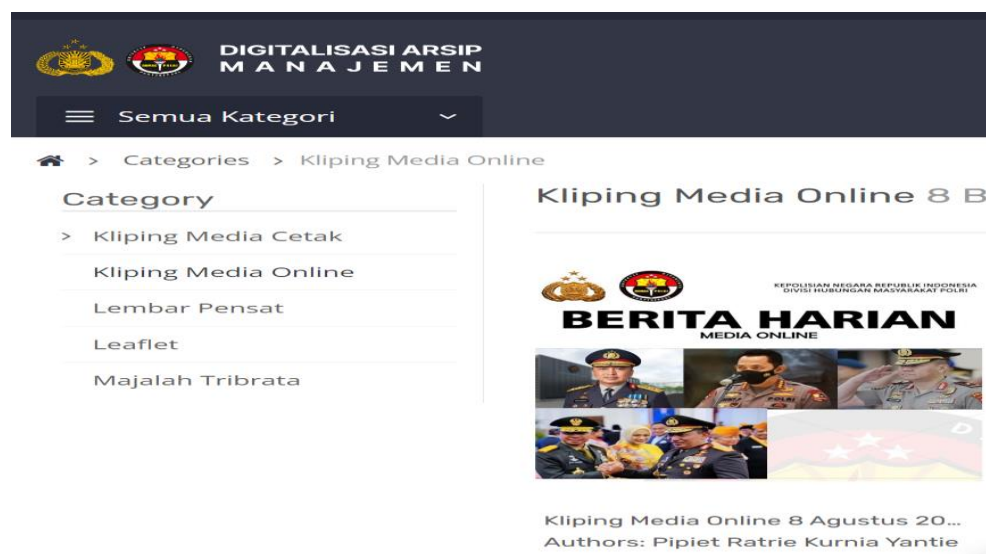 DIGITALISASI ARSIP
MANAJEMEN
Semua Kategori
> Categories > Kliping Media Online
Category
> Kliping Media Cetak
Kliping Media Online
Lembar Pensat
Leaflet
Majalah Tribrata
Kliping Media Online 8 B
KEPOLISIAN NEGARA REPUBLIK INDONESIA
DIVISI HUBUNGAN MASYARAKAT POLRI
BERITA HARIAN
MEDIA ONLINE
Kliping Media Online 8 Agustus 20...
Authors: Pipiet Ratrie Kurnia Yantie